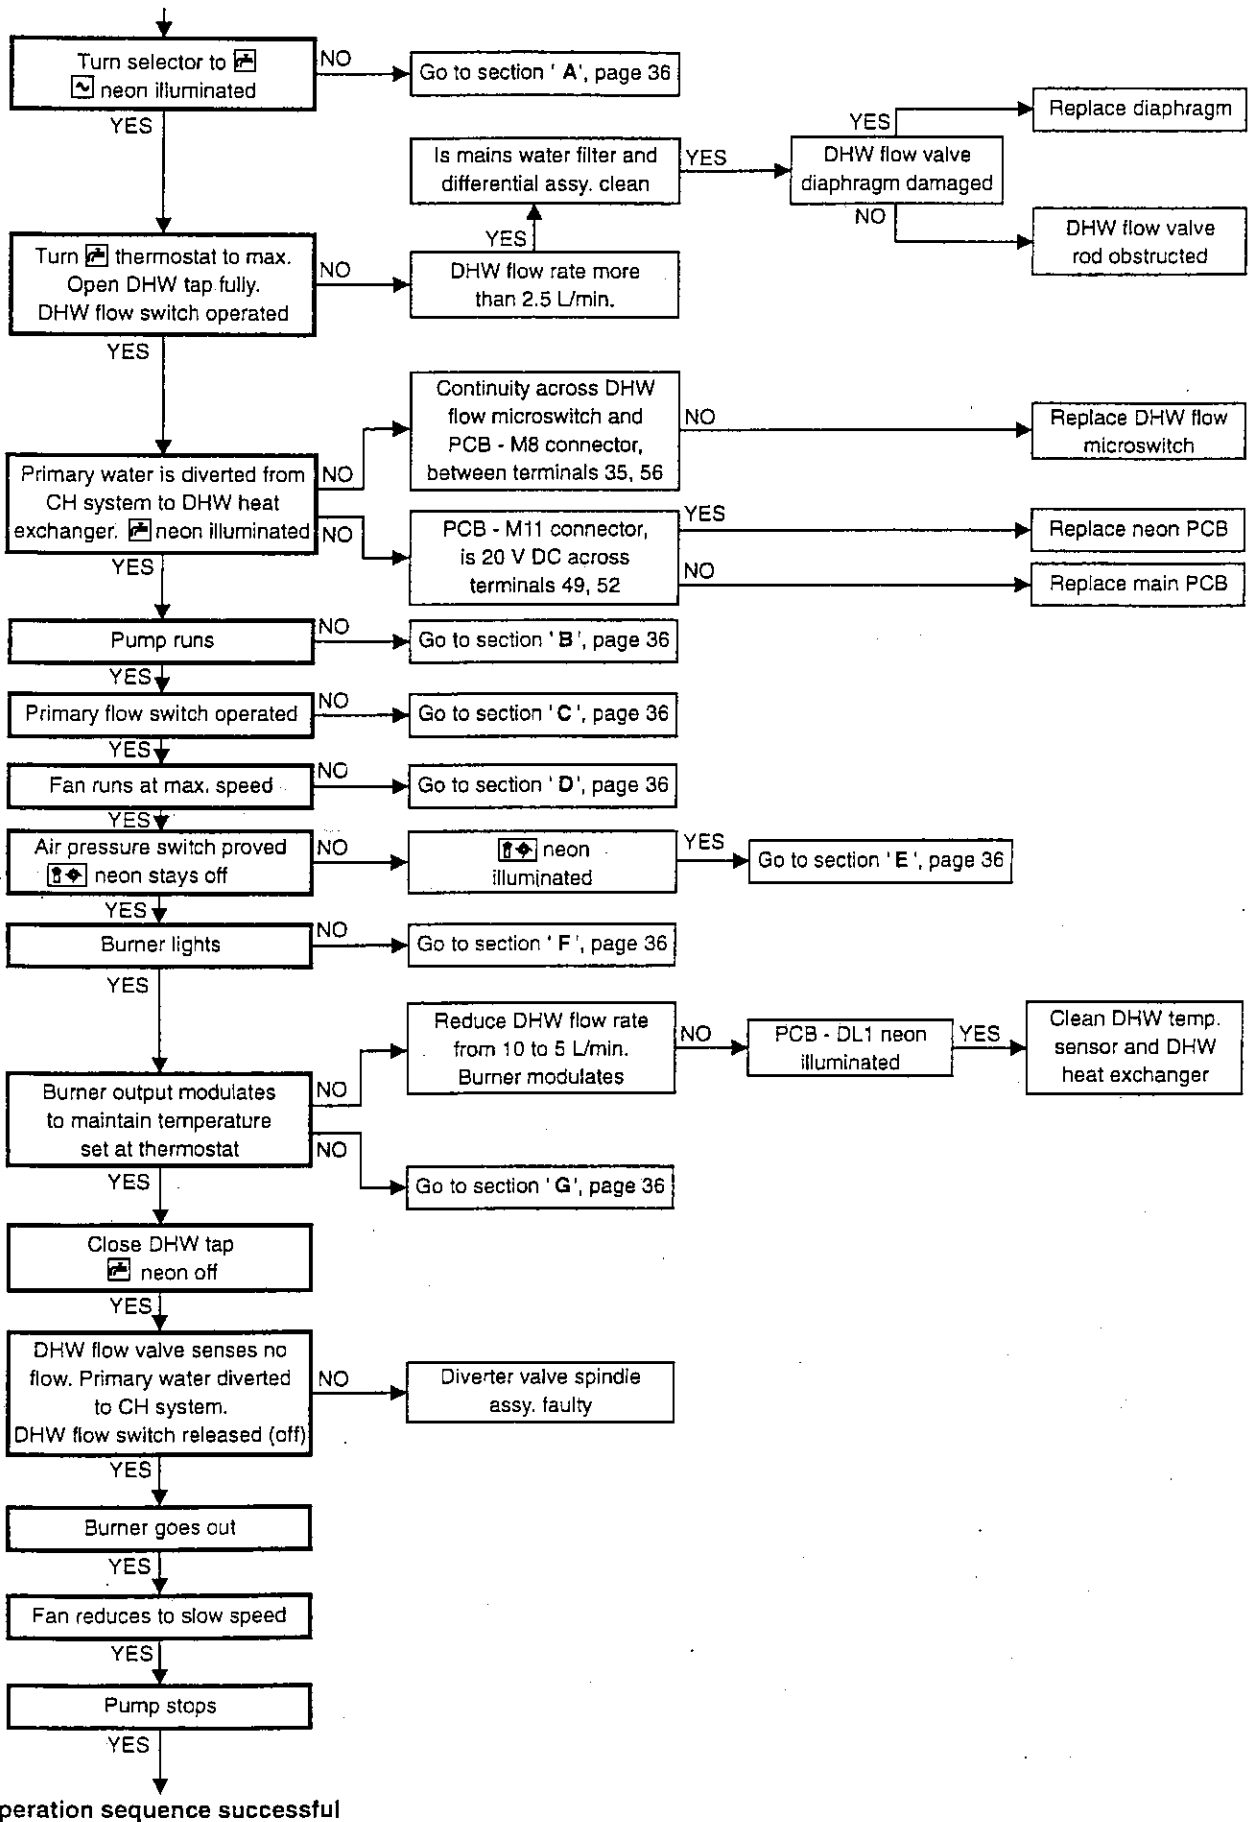 Turn selector to
neon illuminated
NO
Go to section ' A', page 36
YES
Replace diaphragm
YES
Is mains water filter and
differential assy. clean
YES
DHW flow valve
diaphragm damaged
NO
DHW flow valve
rod obstructed
YES
Turn thermostat to max.
Open DHW tap fully.
DHW flow switch operated
NO
DHW flow rate more
than 2.5 L/min.
YES
Continuity across DHW
flow microswitch and
PCB - M8 connector,
between terminals 35, 56
NO
Replace DHW flow
microswitch
Primary water is diverted from
CH system to DHW heat
exchanger. neon illuminated
NO
NO
PCB - M11 connector,
is 20 V DC across
terminals 49, 52
YES
Replace neon PCB
NO
Replace main PCB
YES
Pump runs
NO
Go to section ' B', page 36
YES
Primary flow switch operated
NO
Go to section ' C', page 36
YES
Fan runs at max. speed
NO
Go to section ' D', page 36
YES
Air pressure switch proved
neon stays off
NO
neon
illuminated
YES
Go to section ' E', page 36
YES
Burner lights
NO
Go to section ' F', page 36
YES
Reduce DHW flow rate
from 10 to 5 L/min.
Burner modulates
NO
PCB - DL1 neon
illuminated
YES
Clean DHW temp.
sensor and DHW
heat exchanger
Burner output modulates
to maintain temperature
set at thermostat
NO
NO
Go to section ' G', page 36
YES
Close DHW tap
neon off
YES
DHW flow valve senses no
flow. Primary water diverted
to CH system.
DHW flow switch released (off)
NO
Diverter valve spindle
assy. faulty
YES
Burner goes out
YES
Fan reduces to slow speed
YES
Pump stops
YES
peration sequence successful